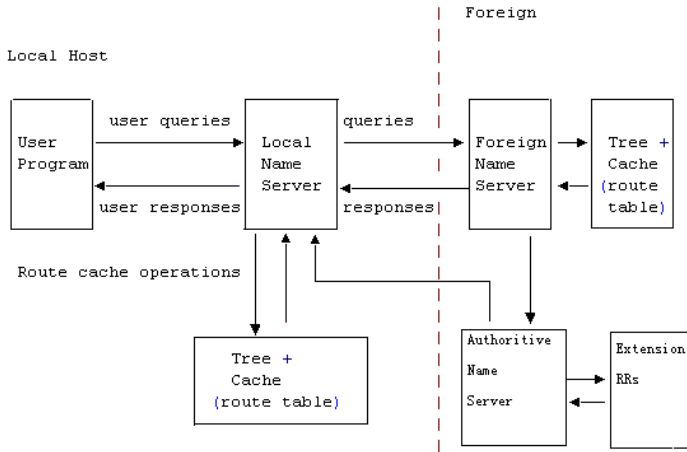 Foreign
Local Host
user queries
queries
User
Program
Local
Name
Server
Foreign
Name
Server
Tree +
Cache
(route
table)
user responses
responses
Route cache operations
Tree +
Cache
(route table)
Authoritive
Name
Server
Extension
RRs